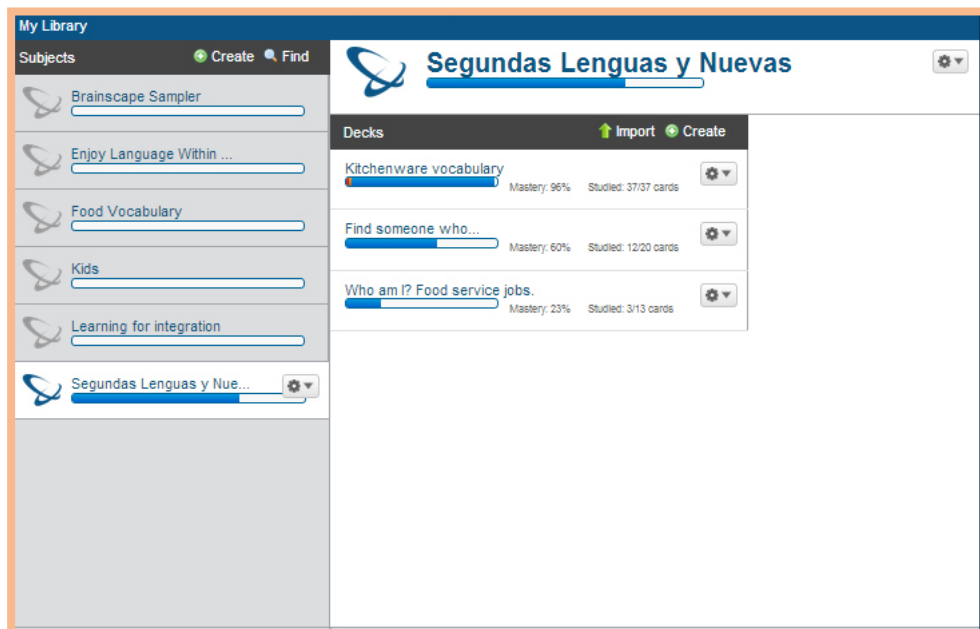 My Library
Subjects Create Find
Brainscape Sampler
Enjoy Language Within ...
Food Vocabulary
Kids
Learning for integration
Segundas Lenguas y Nue...
Segundas Lenguas y Nuevas
Decks Import Create
Kitchenware vocabulary
Mastery: 96% Studied: 37/37 cards
Find someone who...
Mastery: 60% Studied: 12/20 cards
Who am I? Food service jobs.
Mastery: 23% Studied: 3/13 cards